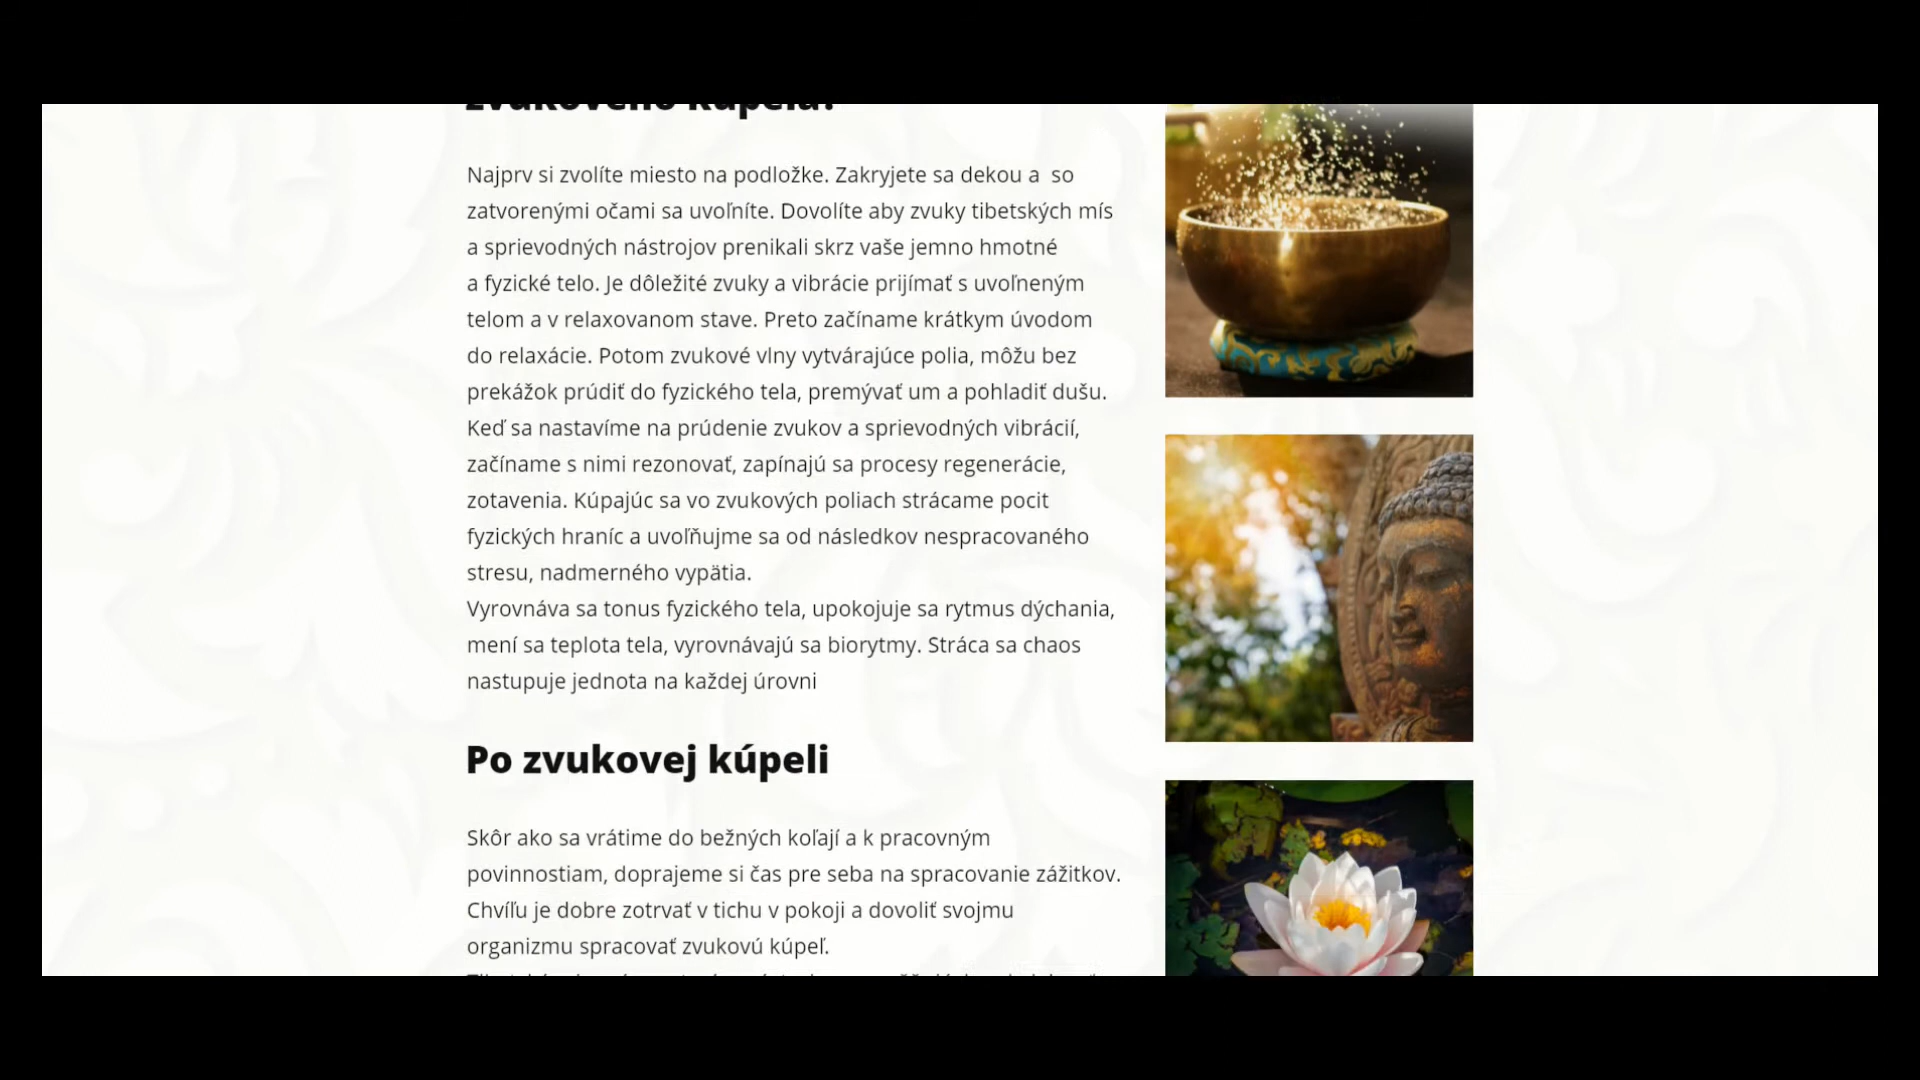 zvukového kúpeľa?
Najprv si zvolíte miesto na podložke. Zakryjete sa dekou a  so
zatvorenými očami sa uvoľníte. Dovolíte aby zvuky tibetských mís
a sprievodných nástrojov prenikali skrz vaše jemno hmotné
a fyzické telo. Je dôležité zvuky a vibrácie prijímať s uvoľneným
telom a v relaxovanom stave. Preto začíname krátkym úvodom
do relaxácie. Potom zvukové vlny vytvárajúce polia, môžu bez
prekážok prúdiť do fyzického tela, premývať um a pohladiť dušu.
Keď sa nastavíme na prúdenie zvukov a sprievodných vibrácií,
začíname s nimi rezonovať, zapínajú sa procesy regenerácie,
zotavenia. Kúpajúc sa vo zvukových poliach strácame pocit
fyzických hraníc a uvoľňujme sa od následkov nespracovaného
stresu, nadmerného vypätia.
Vyrovnáva sa tonus fyzického tela, upokojuje sa rytmus dýchania,
mení sa teplota tela, vyrovnávajú sa biorytmy. Stráca sa chaos
nastupuje jednota na každej úrovni
Po zvukovej kúpeli
Skôr ako sa vrátime do bežných koľají a k pracovným
povinnostiam, doprajeme si čas pre seba na spracovanie zážitkov.
Chvíľu je dobre zotrvať v tichu v pokoji a dovoliť svojmu
organizmu spracovať zvukovú kúpeľ.